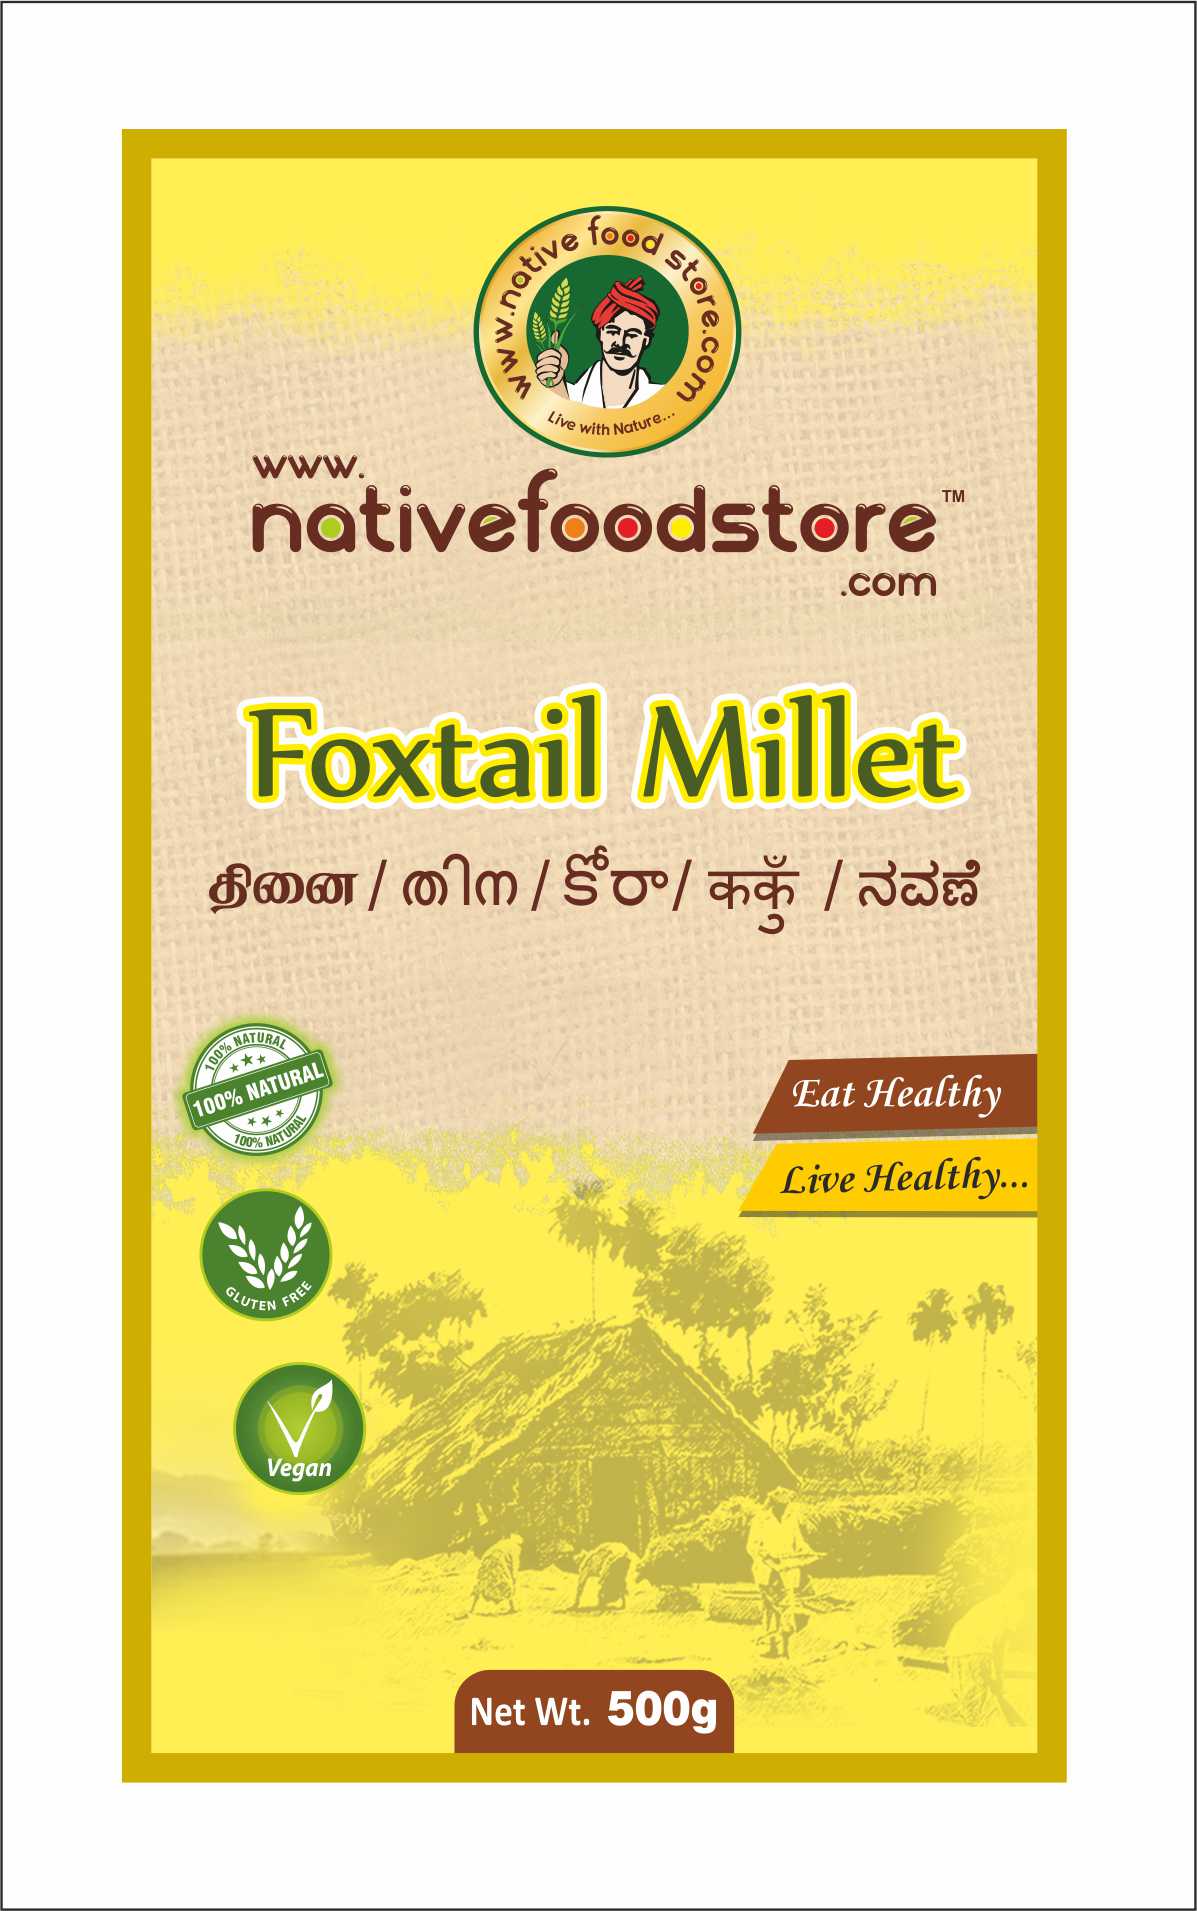 www.native food store.com
Live with Nature...
www.
nativefoodstore™
.com
Foxtail Millet
தினை / തിന / కోరా / ककुँ / ನವಣೆ
100% NATURAL
100% NATURAL
100% NATURAL
Eat Healthy
Live Healthy...
GLUTEN FREE
Vegan
Net Wt. 500g